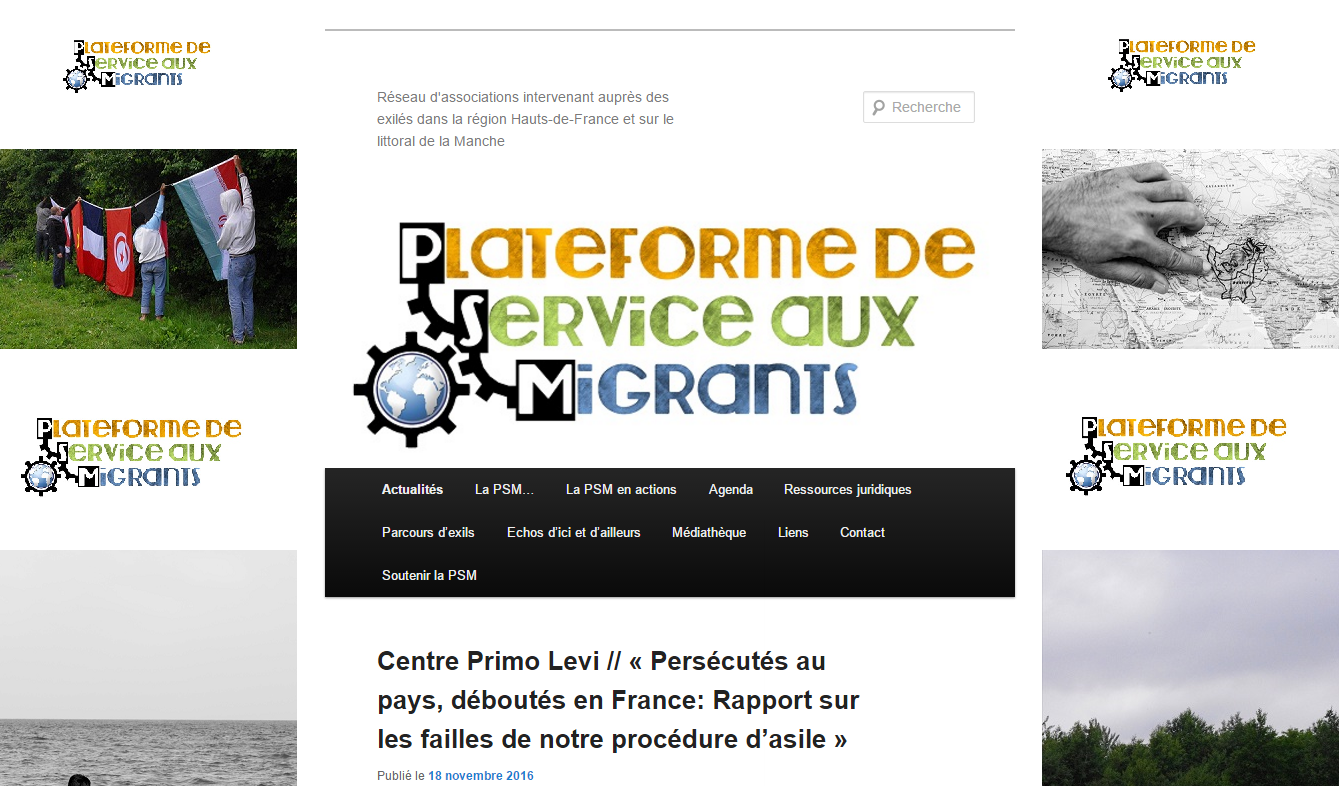 Plateforme de
Service aux
Migrants
Plateforme de
Service aux
Migrants
Réseau d'associations intervenant auprès des
exilés dans la région Hauts-de-France et sur le
littoral de la Manche
Recherche
Plateforme de
Service aux
Migrants
Actualités La PSM… La PSM en actions Agenda Ressources juridiques
Parcours d'exils Echos d'ici et d'ailleurs Médiathèque Liens Contact
Soutenir la PSM
Plateforme de
Service aux
Migrants
Plateforme de
Service aux
Migrants
Centre Primo Levi // « Persécutés au
pays, déboutés en France: Rapport sur
les failles de notre procédure d’asile »
Publié le 18 novembre 2016